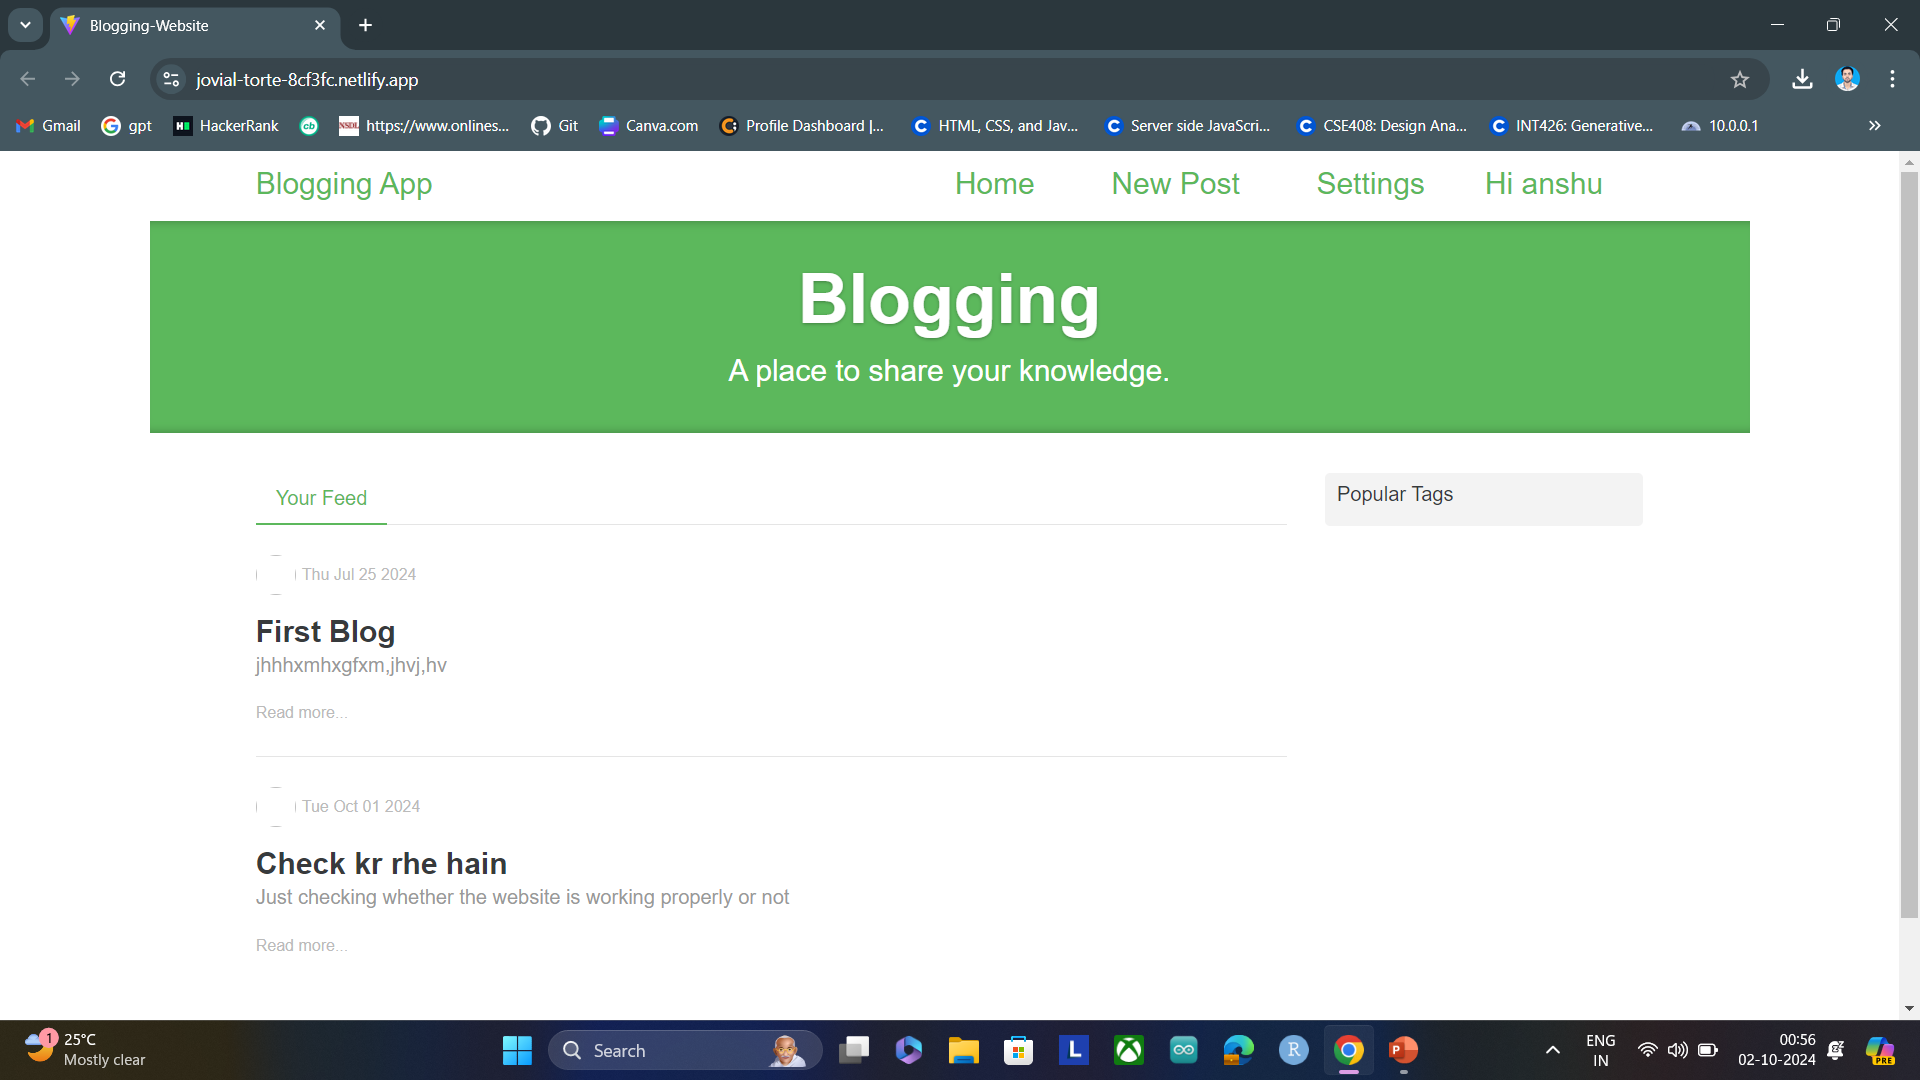 Blogging-Website
jovial-torte-8cf3fc.netlify.app
Gmail
gpt
HackerRank
cb
NSDL
https://www.onlines...
Git
Canva.com
Profile Dashboard |...
HTML, CSS, and Jav...
Server side JavaScri...
CSE408: Design Ana...
INT426: Generative...
10.0.0.1
Blogging App
Home
New Post
Settings
Hi anshu
Blogging
A place to share your knowledge.
Your Feed
Popular Tags
Thu Jul 25 2024
First Blog
jhhhxmhxgfxm,jhvj,hv
Read more...
Tue Oct 01 2024
Check kr rhe hain
Just checking whether the website is working properly or not
Read more...
1
25°C
Mostly clear
Search
L
R
P
ENG
IN
00:56
02-10-2024
PRE